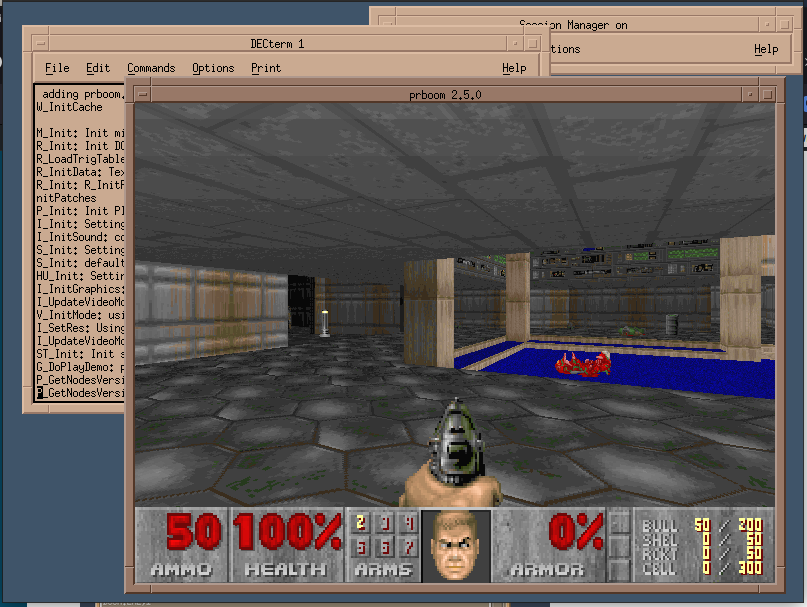 Session Manager on
tions
Help
DECterm 1
File Edit Commands Options Print Help
adding prboom.
W_InitCache
M_Init: Init mi
R_Init: Init DO
R_LoadTrigTable
R_InitData: Tex
R_Init: R_InitP
nitPatches
P_Init: Init Pl
I_Init: Setting
I_InitSound: co
S_Init: Setting
S_Init: default
HU_Init: Settin
I_InitGraphics:
I_UpdateVideoMo
V_InitMode: usi
I_SetRes: Using
I_UpdateVideoMo
ST_Init: Init s
G_DoPlayDemo: p
P_GetNodesVersi
P_GetNodesVersi
prboom 2.5.0
50 100% 2 3 4 0%
5 6 7
AMMO HEALTH ARMS ARMOR
BULL 50 / 200
SHEL 0 / 50
RCKT 0 / 50
CELL 0 / 300